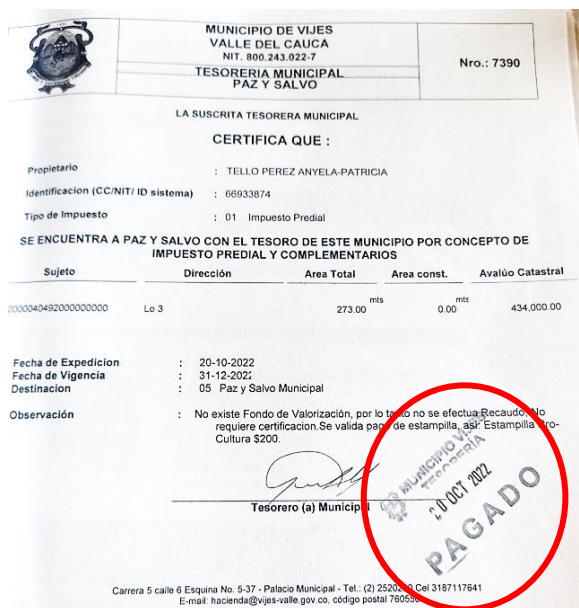 MUNICIPIO DE VIJES
VALLE DEL CAUCA
NIT. 800.243.022-7
TESORERIA MUNICIPAL
PAZ Y SALVO
Nro.: 7390
LA SUSCRITA TESORERA MUNICIPAL
CERTIFICA QUE :
Propietario : TELLO PEREZ ANYELA-PATRICIA
Identificacion (CC/NIT/ ID sistema) : 66933874
Tipo de Impuesto : 01 Impuesto Predial
SE ENCUENTRA A PAZ Y SALVO CON EL TESORO DE ESTE MUNICIPIO POR CONCEPTO DE
IMPUESTO PREDIAL Y COMPLEMENTARIOS
Sujeto Dirección Area Total Area const. Avalúo Catastral
0000040492000000000 Lo 3 273.00 mts 0.00 mts 434,000.00
Fecha de Expedicion : 20-10-2022
Fecha de Vigencia : 31-12-2022
Destinacion : 05 Paz y Salvo Municipal
Observación : No existe Fondo de Valorización, por lo tanto no se efectua Recaudo, No
requiere certificacion.Se valida pago de estampilla, asi: Estampilla Pro-
Cultura $200.
MUNICIPIO VIJES
TESORERÍA
20 OCT 2022
PAGADO
Tesorero (a) Municipal
Carrera 5 calle 6 Esquina No. 5-37 - Palacio Municipal - Tel.: (2) Cel 3187117641
E-mail: hacienda@vijes-valle.gov.co, código postal